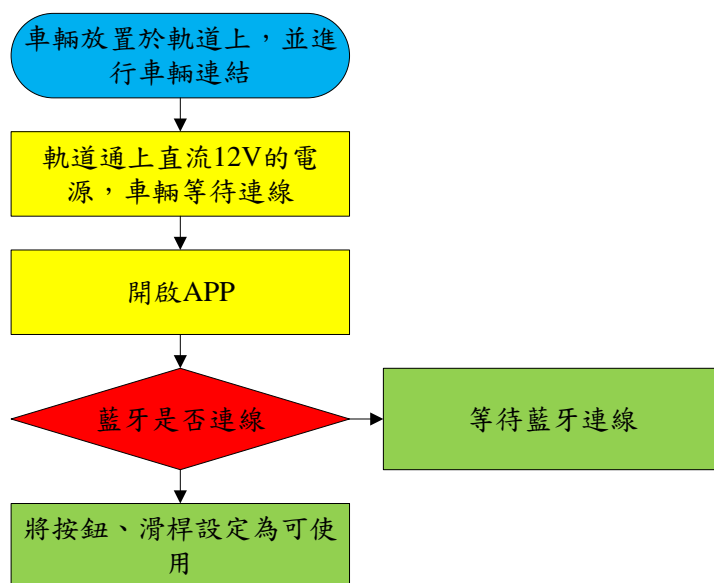 車輛放置於軌道上，並進
行車輛連結
軌道通上直流12V的電
源，車輛等待連線
開啟APP
藍牙是否連線
等待藍牙連線
將按鈕、滑桿設定為可使
用